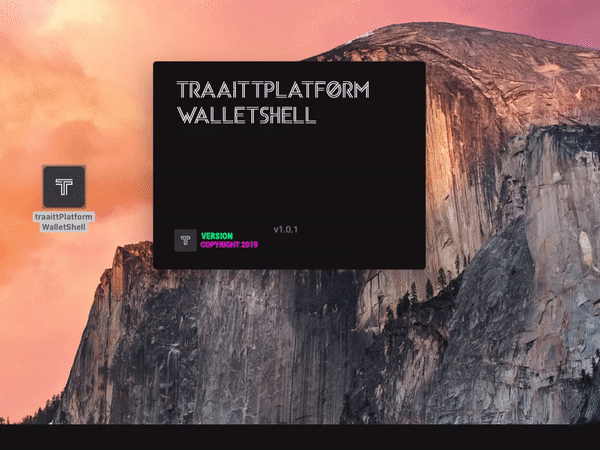 TRAAITTPLATFORM
WALLETSHELL
traaittPlatform
WalletShell
v1.0.1
VERSION
COPYRIGHT 2019